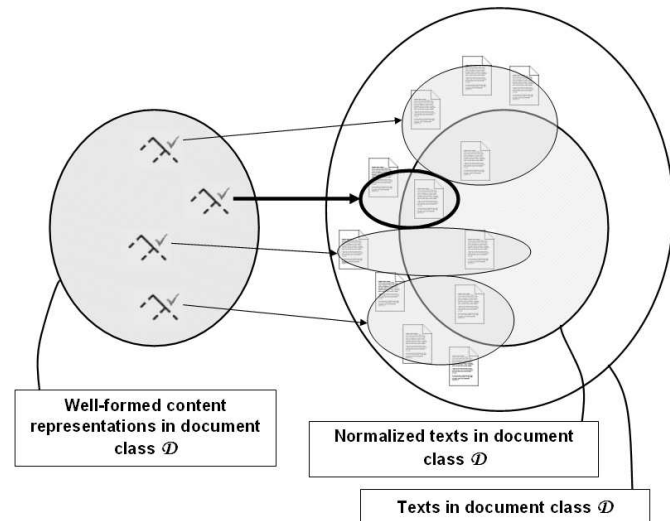 Well-formed content
representations in document
class 𝒟
Normalized texts in document
class 𝒟
Texts in document class 𝒟